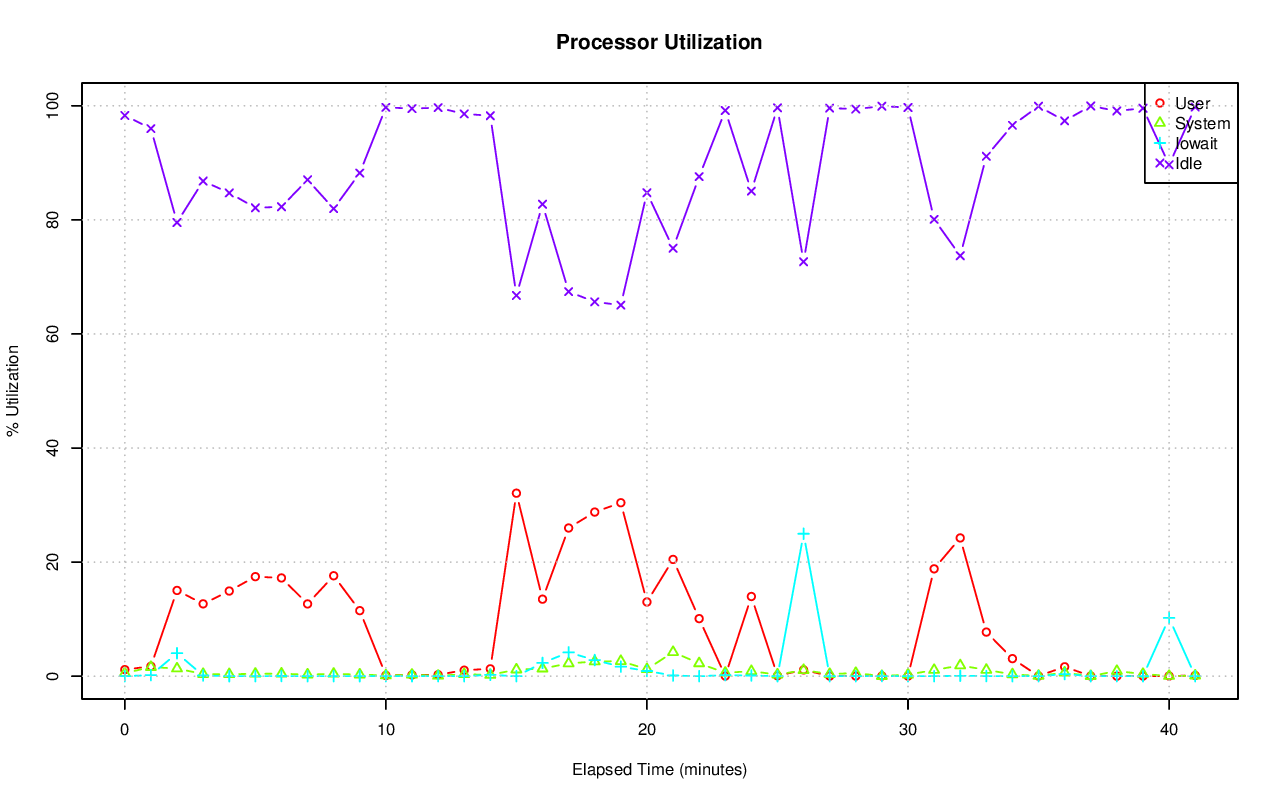 Processor Utilization
100
80
60
40
20
0
% Utilization
User
System
Iowait
Idle
0 10 20 30 40
Elapsed Time (minutes)